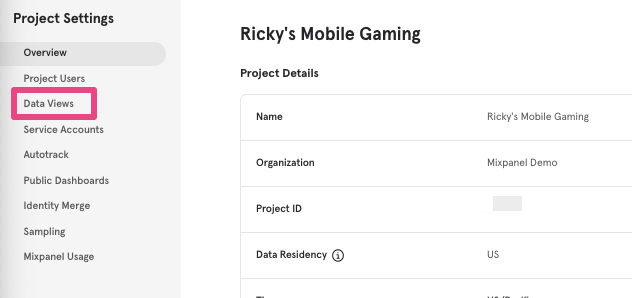 Project Settings
Overview
Project Users
Data Views
Service Accounts
Autotrack
Public Dashboards
Identity Merge
Sampling
Mixpanel Usage
Ricky's Mobile Gaming
Project Details
Name Ricky's Mobile Gaming
Organization Mixpanel Demo
Project ID
Data Residency US